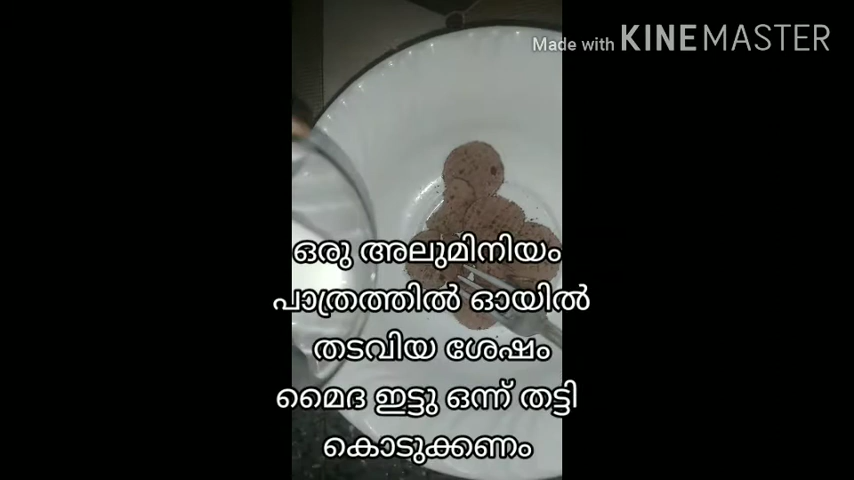 Made with KINEMASTER
ഒരു അലുമിനിയം
പാത്രത്തിൽ ഓയിൽ
തടവിയ ശേഷം
മൈദ ഇട്ടു ഒന്ന് തട്ടി
കൊടുക്കണം